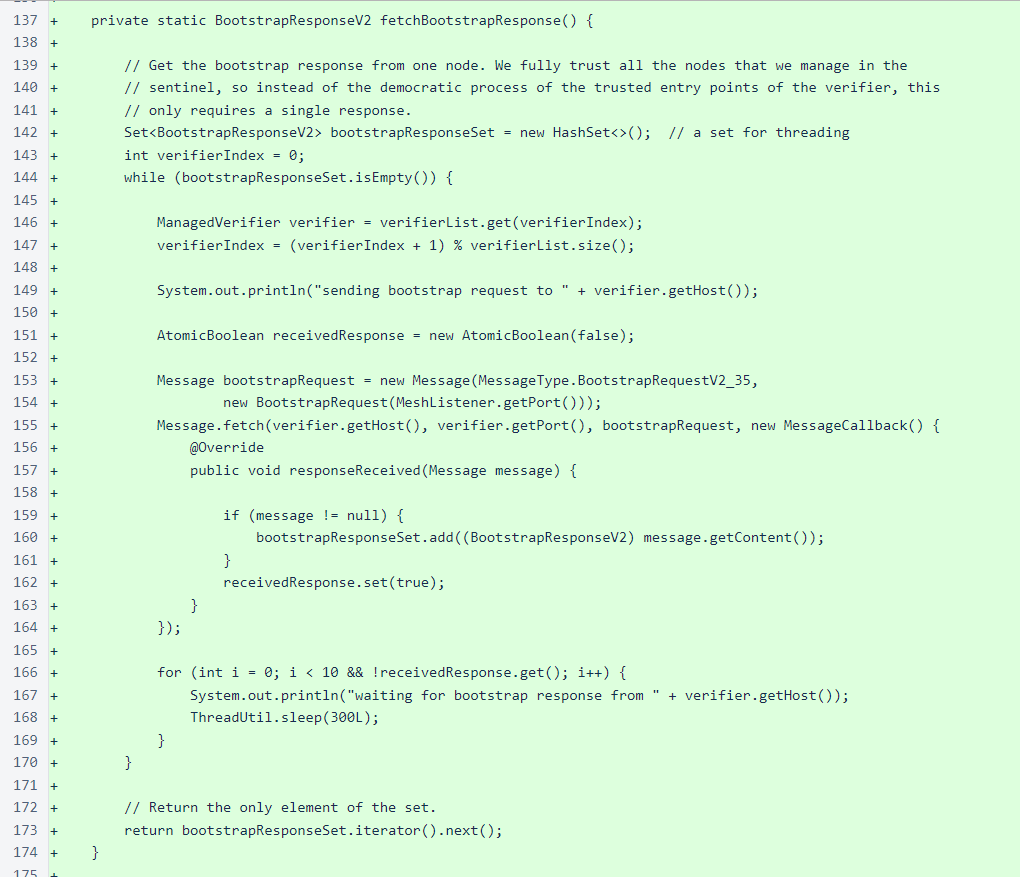 137 +     private static BootstrapResponseV2 fetchBootstrapResponse() {
138 +
139 +         // Get the bootstrap response from one node. We fully trust all the nodes that we manage in the
140 +         // sentinel, so instead of the democratic process of the trusted entry points of the verifier, this
141 +         // only requires a single response.
142 +         Set<BootstrapResponseV2> bootstrapResponseSet = new HashSet<>();  // a set for threading
143 +         int verifierIndex = 0;
144 +         while (bootstrapResponseSet.isEmpty()) {
145 +
146 +             ManagedVerifier verifier = verifierList.get(verifierIndex);
147 +             verifierIndex = (verifierIndex + 1) % verifierList.size();
148 +
149 +             System.out.println("sending bootstrap request to " + verifier.getHost());
150 +
151 +             AtomicBoolean receivedResponse = new AtomicBoolean(false);
152 +
153 +             Message bootstrapRequest = new Message(MessageType.BootstrapRequestV2_35,
154 +                     new BootstrapRequest(MeshListener.getPort()));
155 +             Message.fetch(verifier.getHost(), verifier.getPort(), bootstrapRequest, new MessageCallback() {
156 +                 @Override
157 +                 public void responseReceived(Message message) {
158 +
159 +                     if (message != null) {
160 +                         bootstrapResponseSet.add((BootstrapResponseV2) message.getContent());
161 +                     }
162 +                     receivedResponse.set(true);
163 +                 }
164 +             });
165 +
166 +             for (int i = 0; i < 10 && !receivedResponse.get(); i++) {
167 +                 System.out.println("waiting for bootstrap response from " + verifier.getHost());
168 +                 ThreadUtil.sleep(300L);
169 +             }
170 +         }
171 +
172 +         // Return the only element of the set.
173 +         return bootstrapResponseSet.iterator().next();
174 +     }
175 +